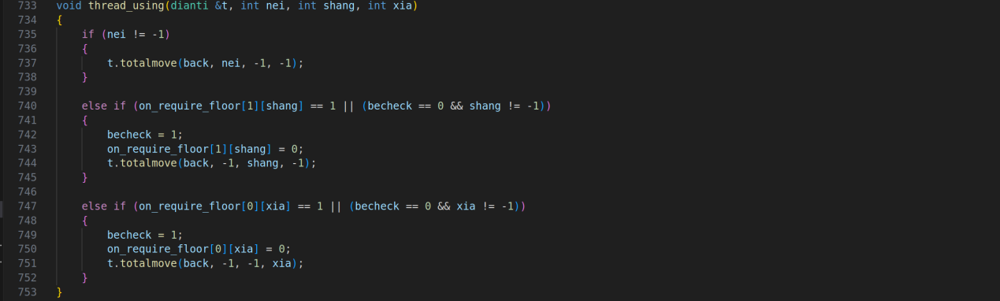 733 void thread_using(dianti &t, int nei, int shang, int xia)
734 {
735     if (nei != -1)
736     {
737         t.totalmove(back, nei, -1, -1);
738     }
739
740     else if (on_require_floor[1][shang] == 1 || (becheck == 0 && shang != -1))
741     {
742         becheck = 1;
743         on_require_floor[1][shang] = 0;
744         t.totalmove(back, -1, shang, -1);
745     }
746
747     else if (on_require_floor[0][xia] == 1 || (becheck == 0 && xia != -1))
748     {
749         becheck = 1;
750         on_require_floor[0][xia] = 0;
751         t.totalmove(back, -1, -1, xia);
752     }
753 }